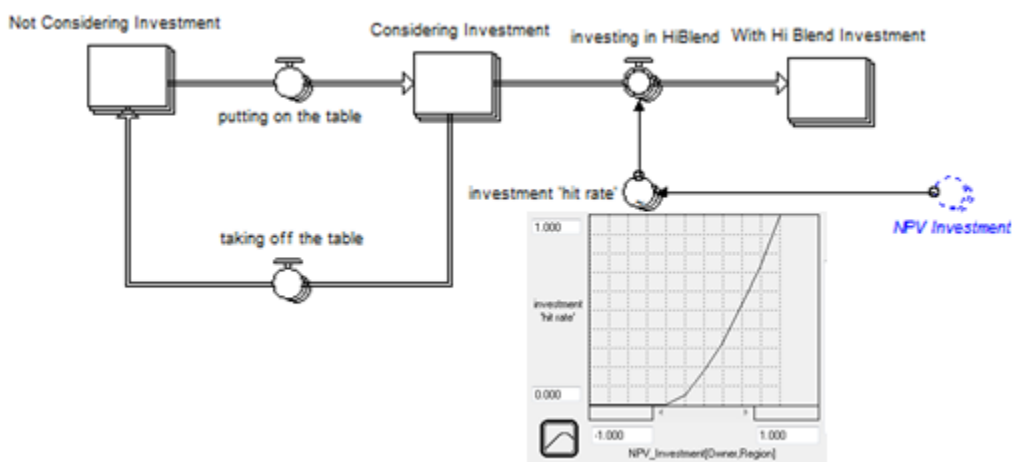 Not Considering Investment
Considering Investment
investing in HiBlend
With Hi Blend Investment
putting on the table
investment 'hit rate'
NPV Investment
taking off the table
1.000
investment
'hit rate'
0.000
-1.000
1.000
NPV_Investment[Owner,Region]